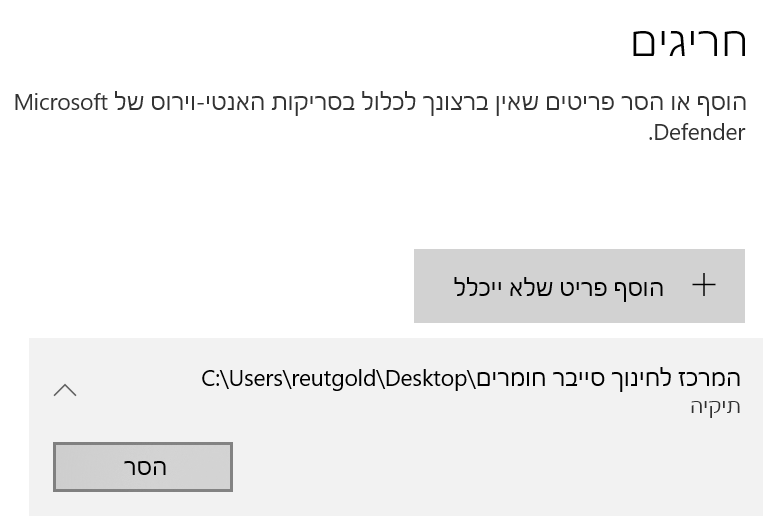 חריגים
הוסף או הסר פריטים שאין ברצונך לכלול בסריקות האנטי-וירוס של Microsoft
Defender.
הוסף פריט שלא ייכלל
C:\Users\reutgold\Desktop\המרכז לחינוך סייבר חומרים
תיקיה
הסר